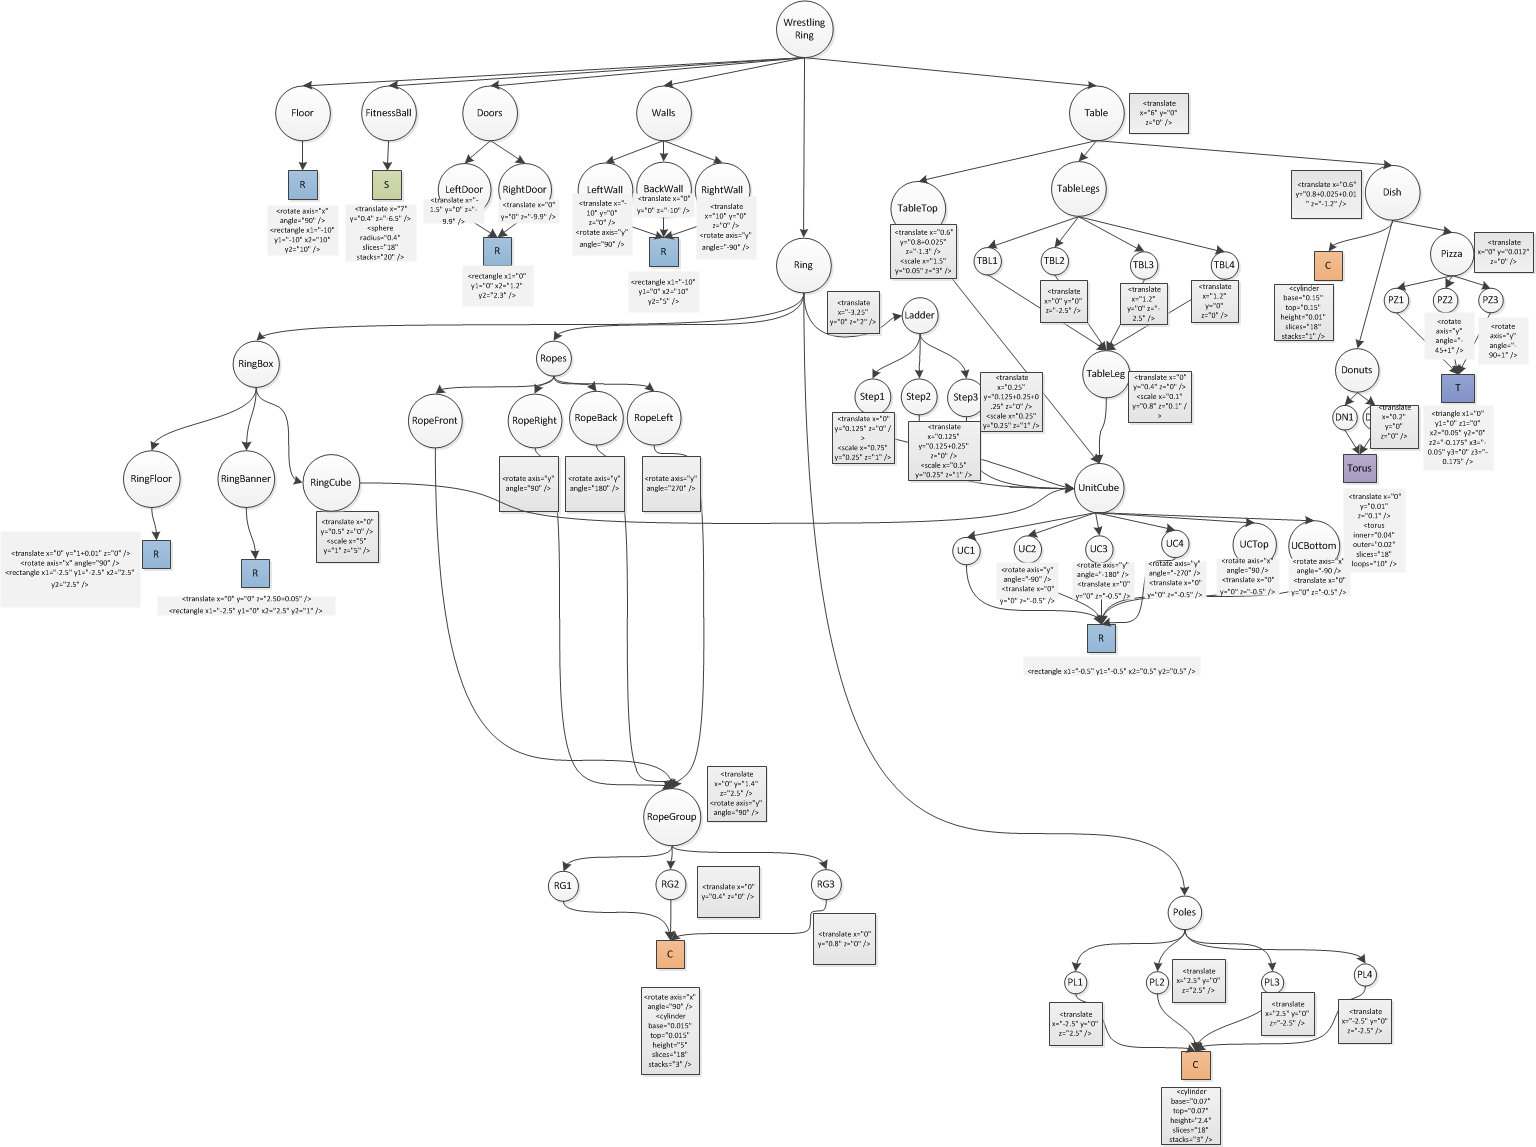 Wrestling
Ring
Floor
FitnessBall
Doors
Walls
Table
<translate
x="6" y="0"
z="0" />
R
<rotate axis="x"
angle="90" />
<rectangle x1="-10"
y1="-10" x2="10"
y2="10" />
S
<translate x="7"
y="0.4" z="-6.5" />
<sphere
radius="0.4"
slices="18"
stacks="20" />
LeftDoor
<translate x="-
1.5" y="0" z="-
9.9" />
RightDoor
<translate x="0"
y="0" z="-9.9" />
R
<rectangle x1="0"
y1="0" x2="1.2"
y2="2.3" />
LeftWall
<translate x="-
10" y="0"
z="0" />
<rotate axis="y"
angle="90" />
BackWall
<translate x="0"
y="0" z="-10" />
RightWall
<translate
x="10" y="0"
z="0" />
<rotate axis="y"
angle="-90" />
R
<rectangle x1="-10"
y1="0" x2="10"
y2="5" />
Ring
TableTop
<translate x="0.6"
y="0.8+0.025"
z="-1.3" />
<scale x="1.5"
y="0.05" z="3" />
TableLegs
TBL1
TBL2
TBL3
TBL4
<translate
x="0" y="0"
z="-2.5" />
<translate
x="1.2"
y="0" z="-
2.5" />
<translate
x="1.2"
y="0"
z="0" />
TableLeg
<translate x="0"
y="0.4" z="0" />
<scale x="0.1"
y="0.8" z="0.1" /
>
Dish
<translate x="0.6"
y="0.8+0.025+0.01
" z="-1.2" />
C
<cylinder
base="0.15"
top="0.15"
height="0.01"
slices="18"
stacks="1" />
Pizza
<translate
x="0" y="0.012"
z="0" />
PZ1
PZ2
PZ3
<rotate
axis="y"
angle="-
45+1" />
<rotate
axis="y"
angle="-
90+1" />
T
<triangle x1="0"
y1="0" z1="0"
x2="0.05" y2="0"
z2="-0.175" x3="-
0.05" y3="0" z3="-
0.175" />
Donuts
DN1
<translate
x="0.2"
y="0"
z="0" />
Torus
<translate x="0"
y="0.01"
z="0.1" />
<torus
inner="0.04"
outer="0.02"
slices="18"
loops="10" />
<translate
x="-3.25"
y="0" z="2" />
Ladder
Step1
Step2
Step3
<translate x="0"
y="0.125" z="0" /
>
<scale x="0.75"
y="0.25" z="1" />
<translate
x="0.125"
y="0.125+0.25"
z="0" />
<scale x="0.5"
y="0.25" z="1" />
<translate
x="0.25"
y="0.125+0.25+0
.25" z="0" />
<scale x="0.25"
y="0.25" z="1" />
UnitCube
UC1
UC2
UC3
UC4
UCTop
UCBottom
<rotate axis="y"
angle="-90" />
<translate x="0"
y="0" z="-0.5" />
<rotate axis="y"
angle="-180" />
<translate x="0"
y="0" z="-0.5" />
<rotate axis="y"
angle="-270" />
<translate x="0"
y="0" z="-0.5" />
<rotate axis="x"
angle="90 />
<translate x="0"
y="0" z="-0.5" />
<rotate axis="x"
angle="-90 />
<translate x="0"
y="0" z="-0.5" />
R
<rectangle x1="-0.5" y1="-0.5" x2="0.5" y2="0.5" />
RingBox
RingFloor
RingBanner
RingCube
<translate x="0"
y="0.5" z="0" />
<scale x="5"
y="1" z="5" />
R
<translate x="0" y="1+0.01" z="0" />
<rotate axis="x" angle="90" />
<rectangle x1="-2.5" y1="-2.5" x2="2.5"
y2="2.5" />
R
<translate x="0" y="0" z="2.50+0.05" />
<rectangle x1="-2.5" y1="0" x2="2.5" y2="1" />
Ropes
RopeFront
RopeRight
RopeBack
RopeLeft
<rotate axis="y"
angle="90" />
<rotate axis="y"
angle="180" />
<rotate axis="y"
angle="270" />
RopeGroup
<translate
x="0" y="1.4"
z="2.5" />
<rotate axis="y"
angle="90" />
RG1
RG2
RG3
<translate x="0"
y="0.4" z="0" />
<translate x="0"
y="0.8" z="0" />
C
<rotate axis="x"
angle="90" />
<cylinder
base="0.015"
top="0.015"
height="5"
slices="18"
stacks="3" />
Poles
PL1
PL2
PL3
PL4
<translate
x="-2.5" y="0"
z="2.5" />
<translate
x="2.5" y="0"
z="2.5" />
<translate
x="2.5" y="0"
z="-2.5" />
<translate
x="-2.5" y="0"
z="-2.5" />
C
<cylinder
base="0.07"
top="0.07"
height="2.4"
slices="18"
stacks="3" />